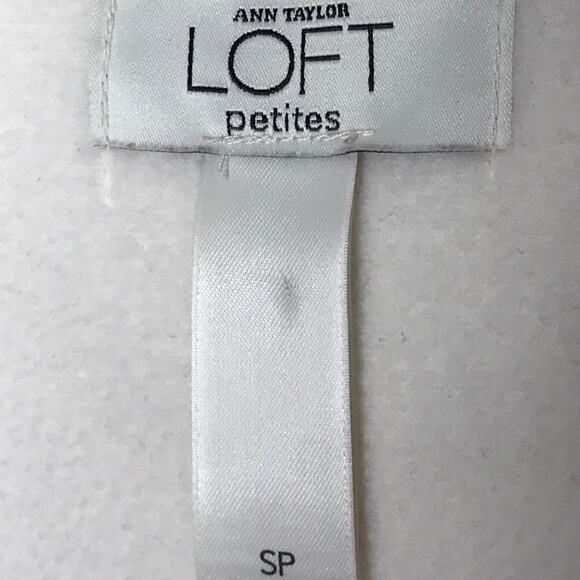 ANN TAYLOR
LOFT
petites
SP